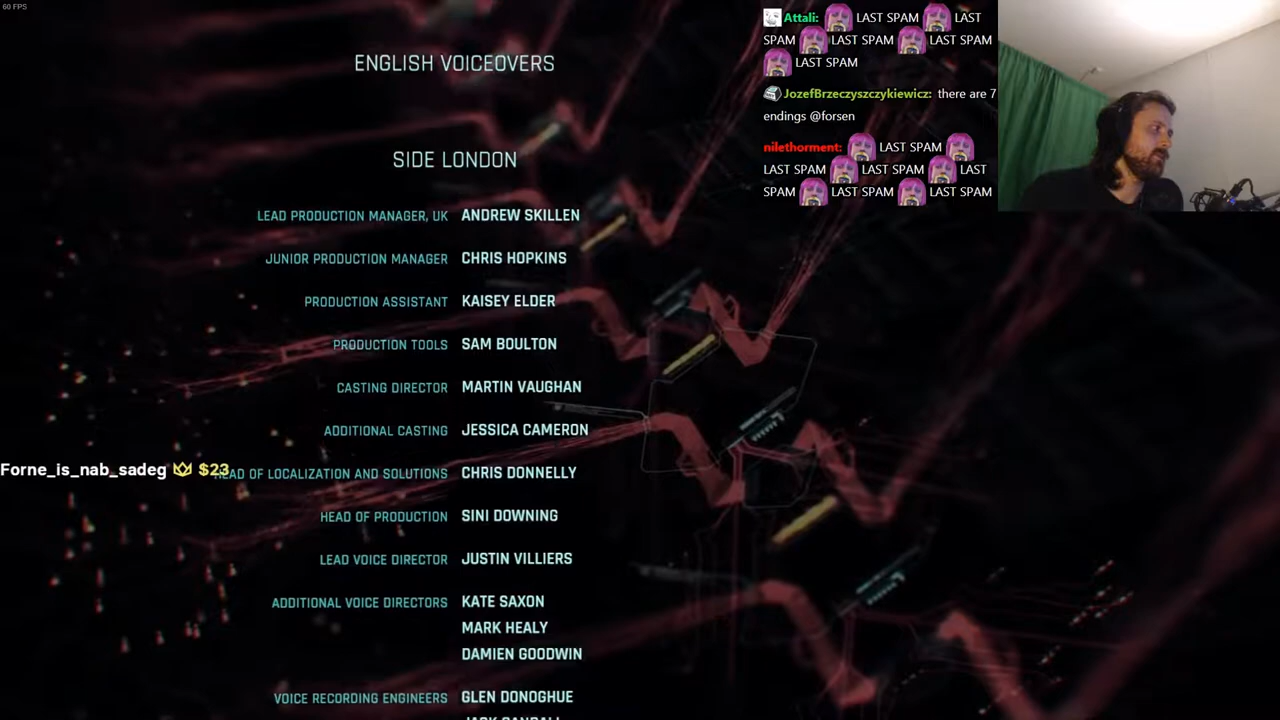 60 FPS
ENGLISH VOICEOVERS
SIDE LONDON
LEAD PRODUCTION MANAGER, UK ANDREW SKILLEN
JUNIOR PRODUCTION MANAGER CHRIS HOPKINS
PRODUCTION ASSISTANT KAISEY ELDER
PRODUCTION TOOLS SAM BOULTON
CASTING DIRECTOR MARTIN VAUGHAN
ADDITIONAL CASTING JESSICA CAMERON
HEAD OF LOCALIZATION AND SOLUTIONS CHRIS DONNELLY
HEAD OF PRODUCTION SINI DOWNING
LEAD VOICE DIRECTOR JUSTIN VILLIERS
ADDITIONAL VOICE DIRECTORS KATE SAXON
MARK HEALY
DAMIEN GOODWIN
VOICE RECORDING ENGINEERS GLEN DONOGHUE
Forne_is_nab_sadeg $23
Attali: LAST SPAM LAST
SPAM LAST SPAM LAST SPAM
LAST SPAM
JozefBrzeczyszczykiewicz: there are 7
endings @forsen
nilethorment: LAST SPAM
LAST SPAM LAST SPAM LAST
SPAM LAST SPAM LAST SPAM